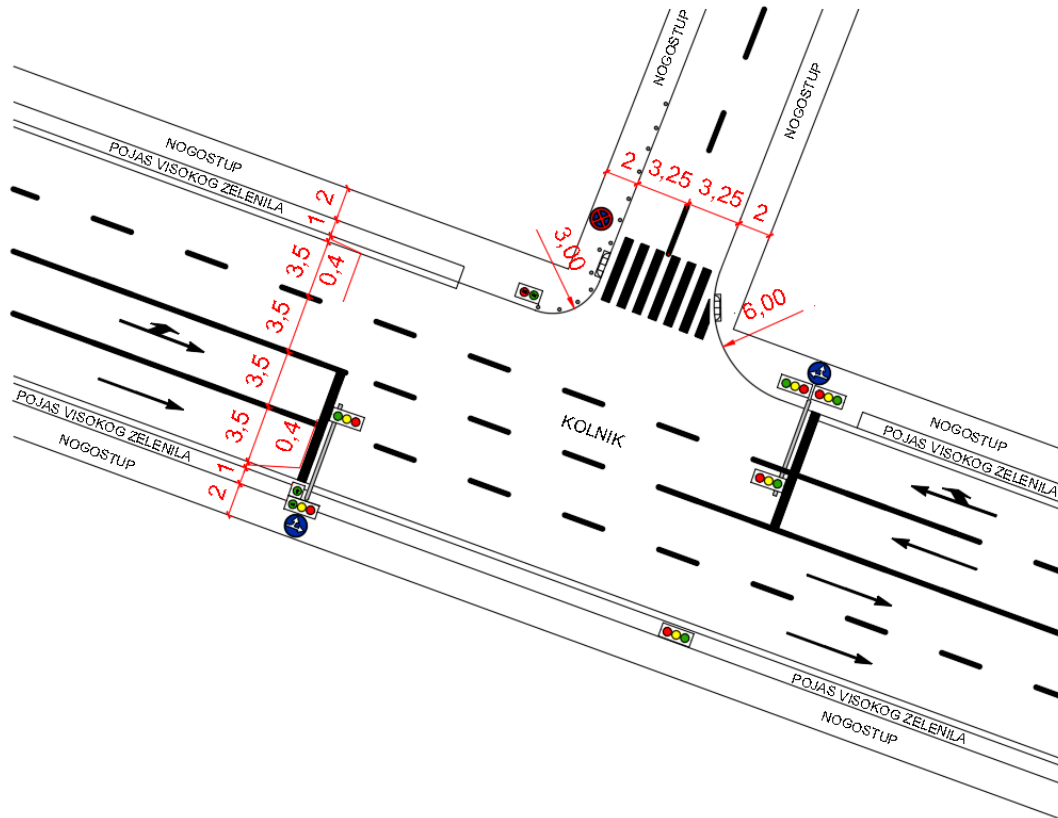 NOGOSTUP
NOGOSTUP
NOGOSTUP
POJAS VISOKOG ZELENILA
2
3,25
3,25
2
2
1
3,5
0,4
3,5
3,5
3,5
0,4
1
2
3,00
6,00
KOLNIK
POJAS VISOKOG ZELENILA
NOGOSTUP
NOGOSTUP
POJAS VISOKOG ZELENILA
POJAS VISOKOG ZELENILA
NOGOSTUP